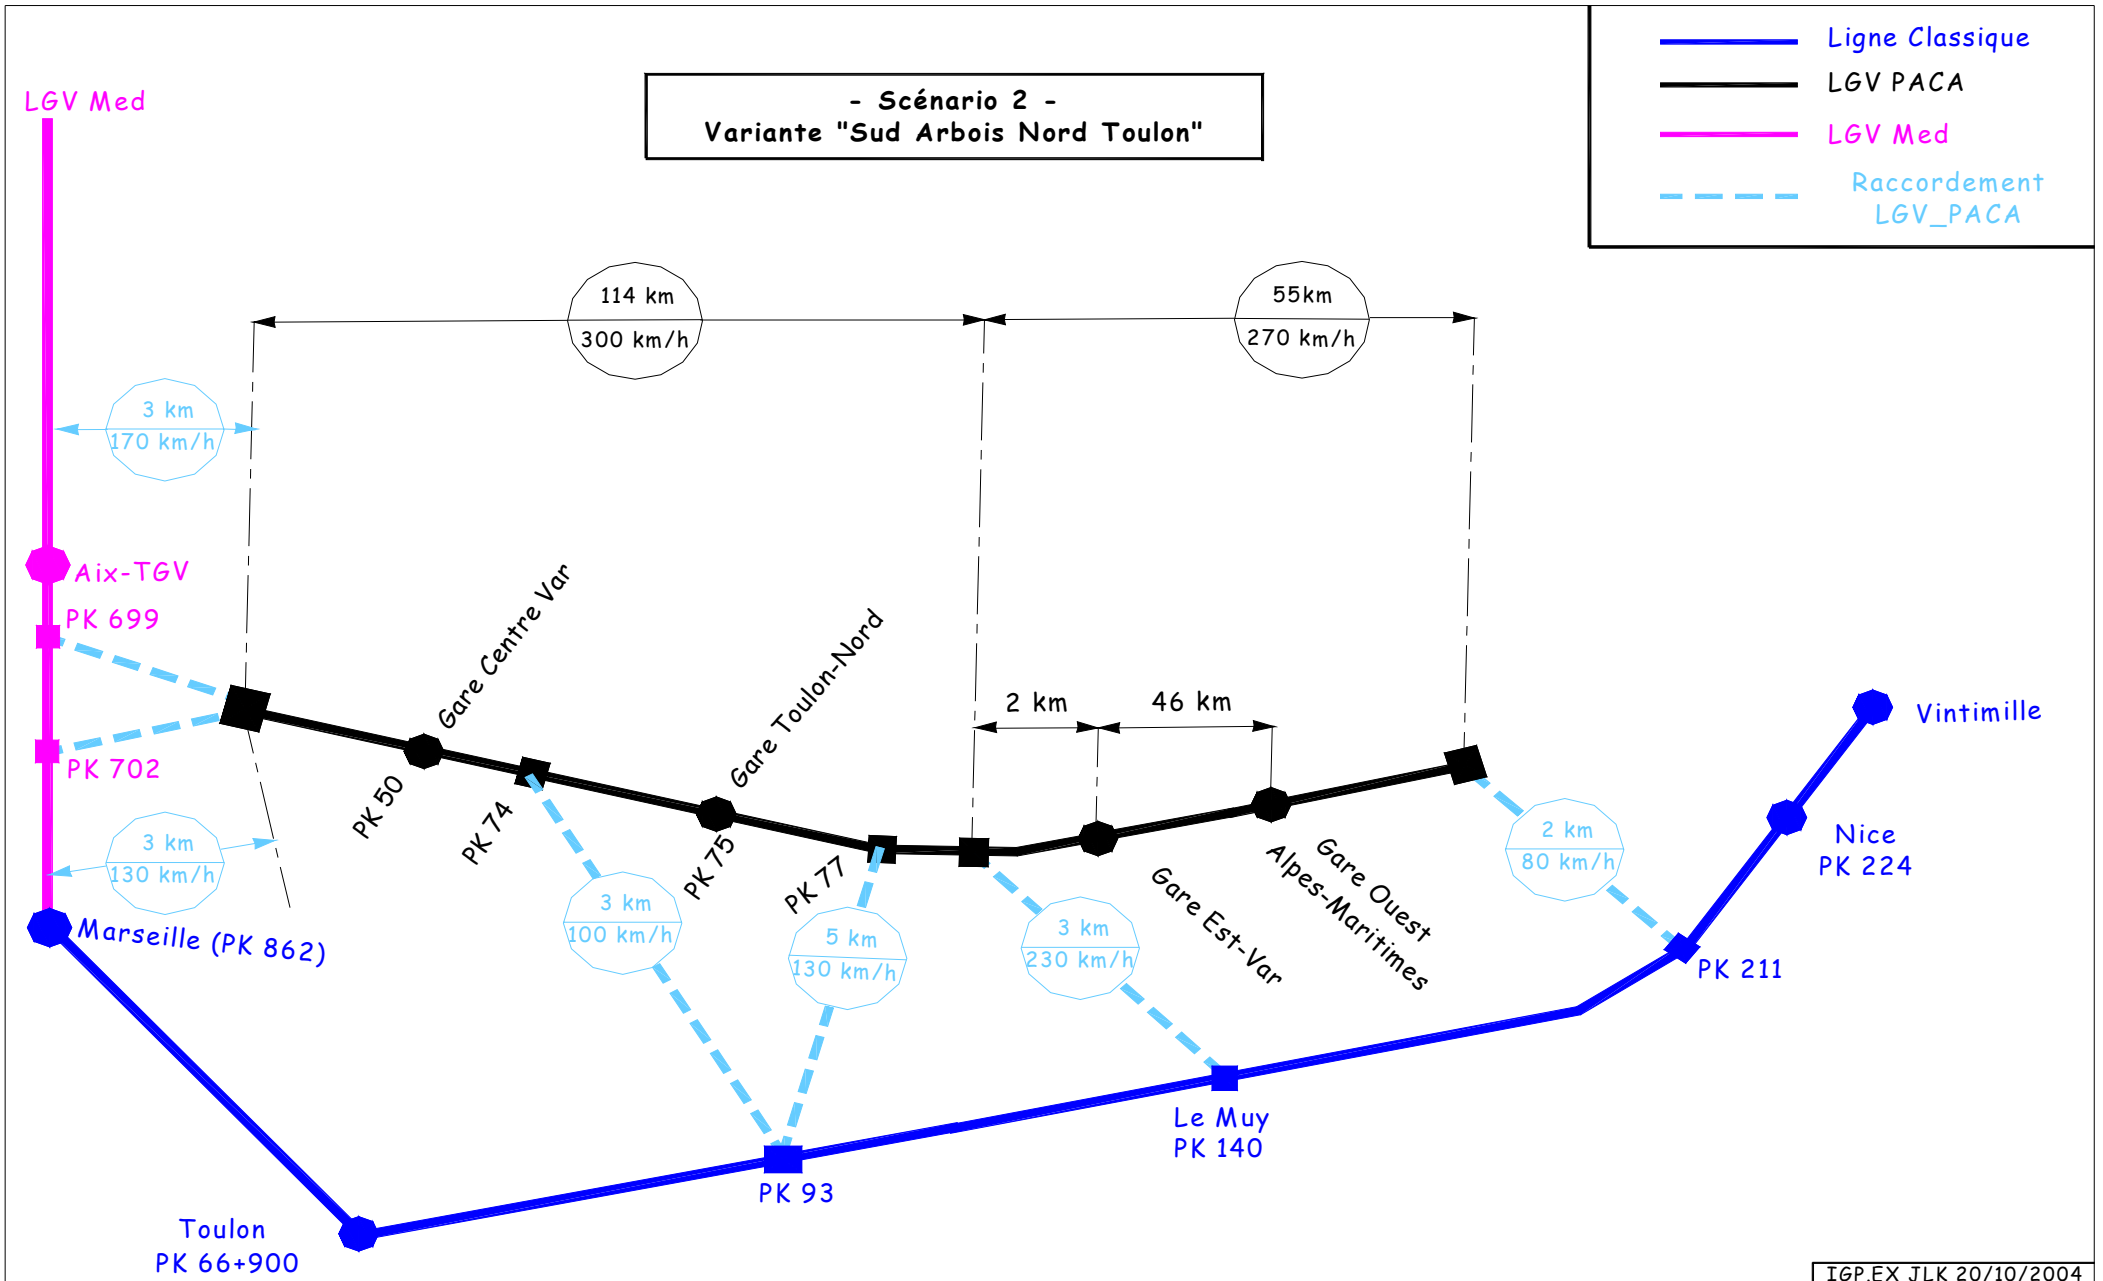 LGV Med
- Scénario 2 -
Variante "Sud Arbois Nord Toulon"
Ligne Classique
LGV PACA
LGV Med
Raccordement
LGV_PACA
114 km
300 km/h
55km
270 km/h
3 km
170 km/h
Aix-TGV
PK 699
PK 702
3 km
130 km/h
Marseille (PK 862)
Gare Centre Var
PK 50
PK 74
Gare Toulon-Nord
PK 75
PK 77
2 km
46 km
Gare Est-Var
Gare Ouest
Alpes-Maritimes
3 km
100 km/h
5 km
130 km/h
3 km
230 km/h
2 km
80 km/h
Vintimille
Nice
PK 224
PK 211
Le Muy
PK 140
PK 93
Toulon
PK 66+900
IGP.EX JLK 20/10/2004